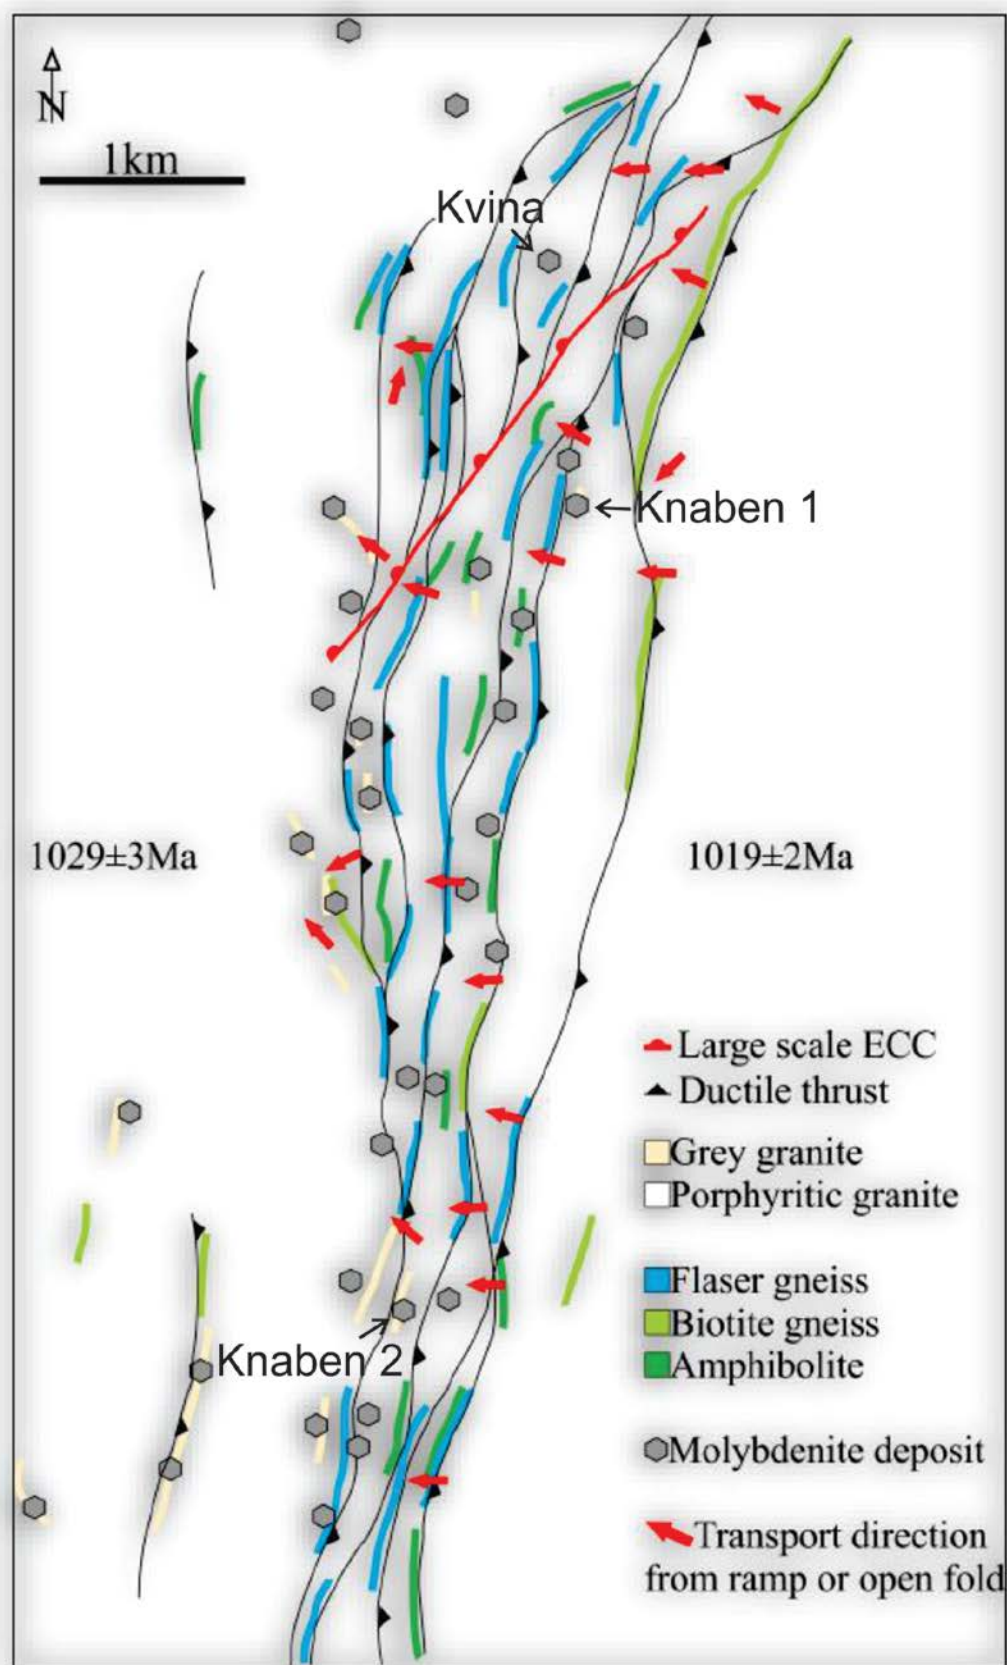 N
1km
Kvina
Knaben 1
1029±3Ma
1019±2Ma
Large scale ECC
Ductile thrust
Grey granite
Porphyritic granite
Flaser gneiss
Biotite gneiss
Amphibolite
Knaben 2
Molybdenite deposit
Transport direction
from ramp or open fold